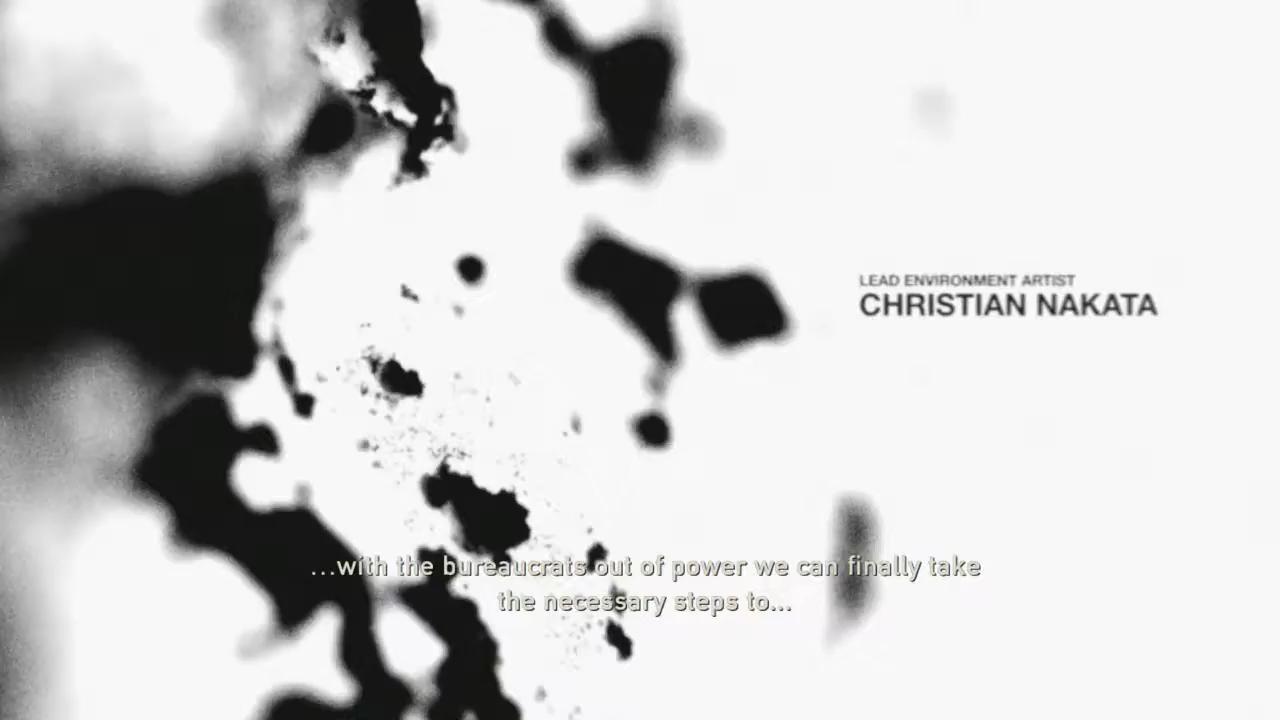 LEAD ENVIRONMENT ARTIST
CHRISTIAN NAKATA
...with the bureaucrats out of power we can finally take
the necessary steps to...